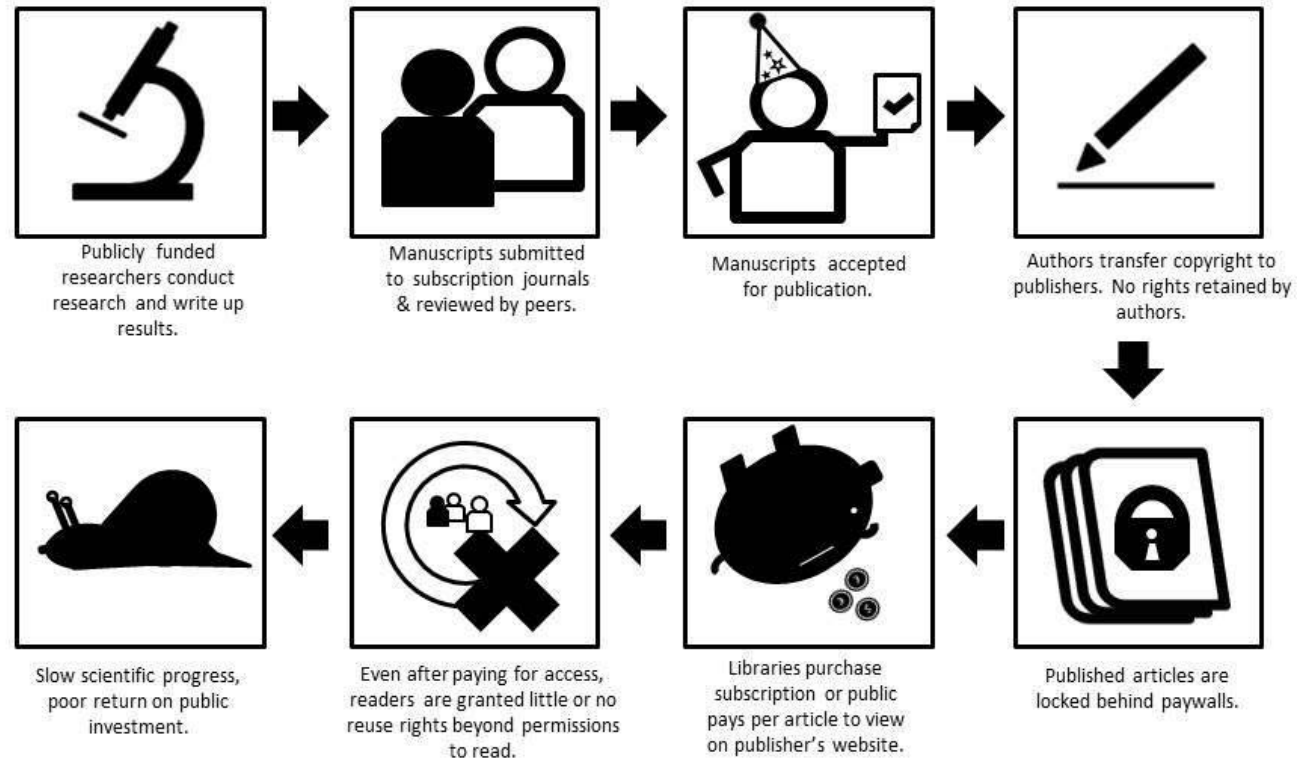 Publicly funded
researchers conduct
research and write up
results.
Manuscripts submitted
to subscription journals
& reviewed by peers.
Manuscripts accepted
for publication.
Authors transfer copyright to
publishers. No rights retained by
authors.
Published articles are
locked behind paywalls.
Libraries purchase
subscription or public
pays per article to view
on publisher's website.
Even after paying for access,
readers are granted little or no
reuse rights beyond permissions
to read.
Slow scientific progress,
poor return on public
investment.